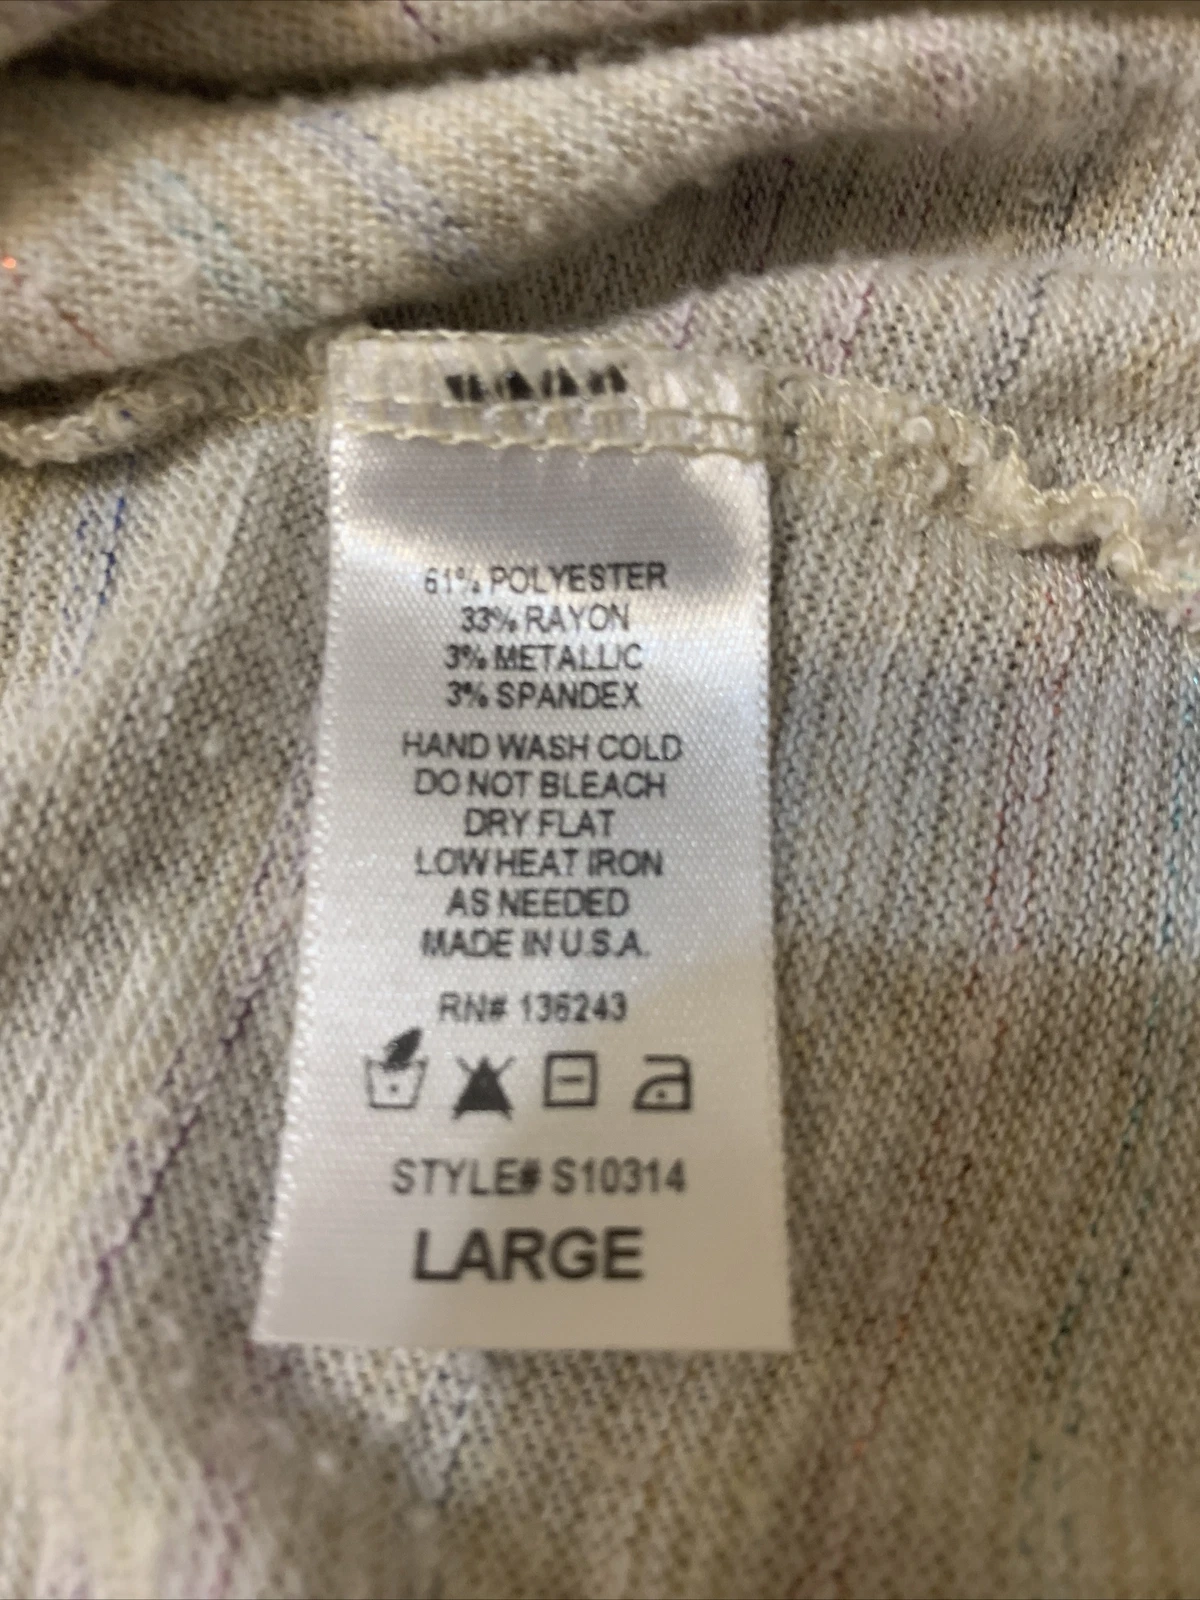 61% POLYESTER
33% RAYON
3% METALLIC
3% SPANDEX
HAND WASH COLD
DO NOT BLEACH
DRY FLAT
LOW HEAT IRON
AS NEEDED
MADE IN U.S.A.
RN# 136243
STYLE# S10314
LARGE